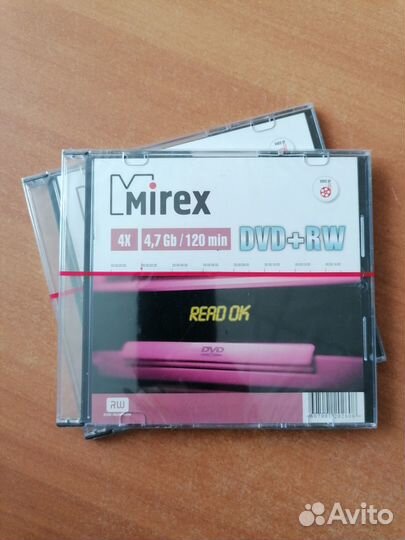 Mirex
4X 4,7 Gb / 120 min DVD+RW
READ OK
DVD
RW
Avito